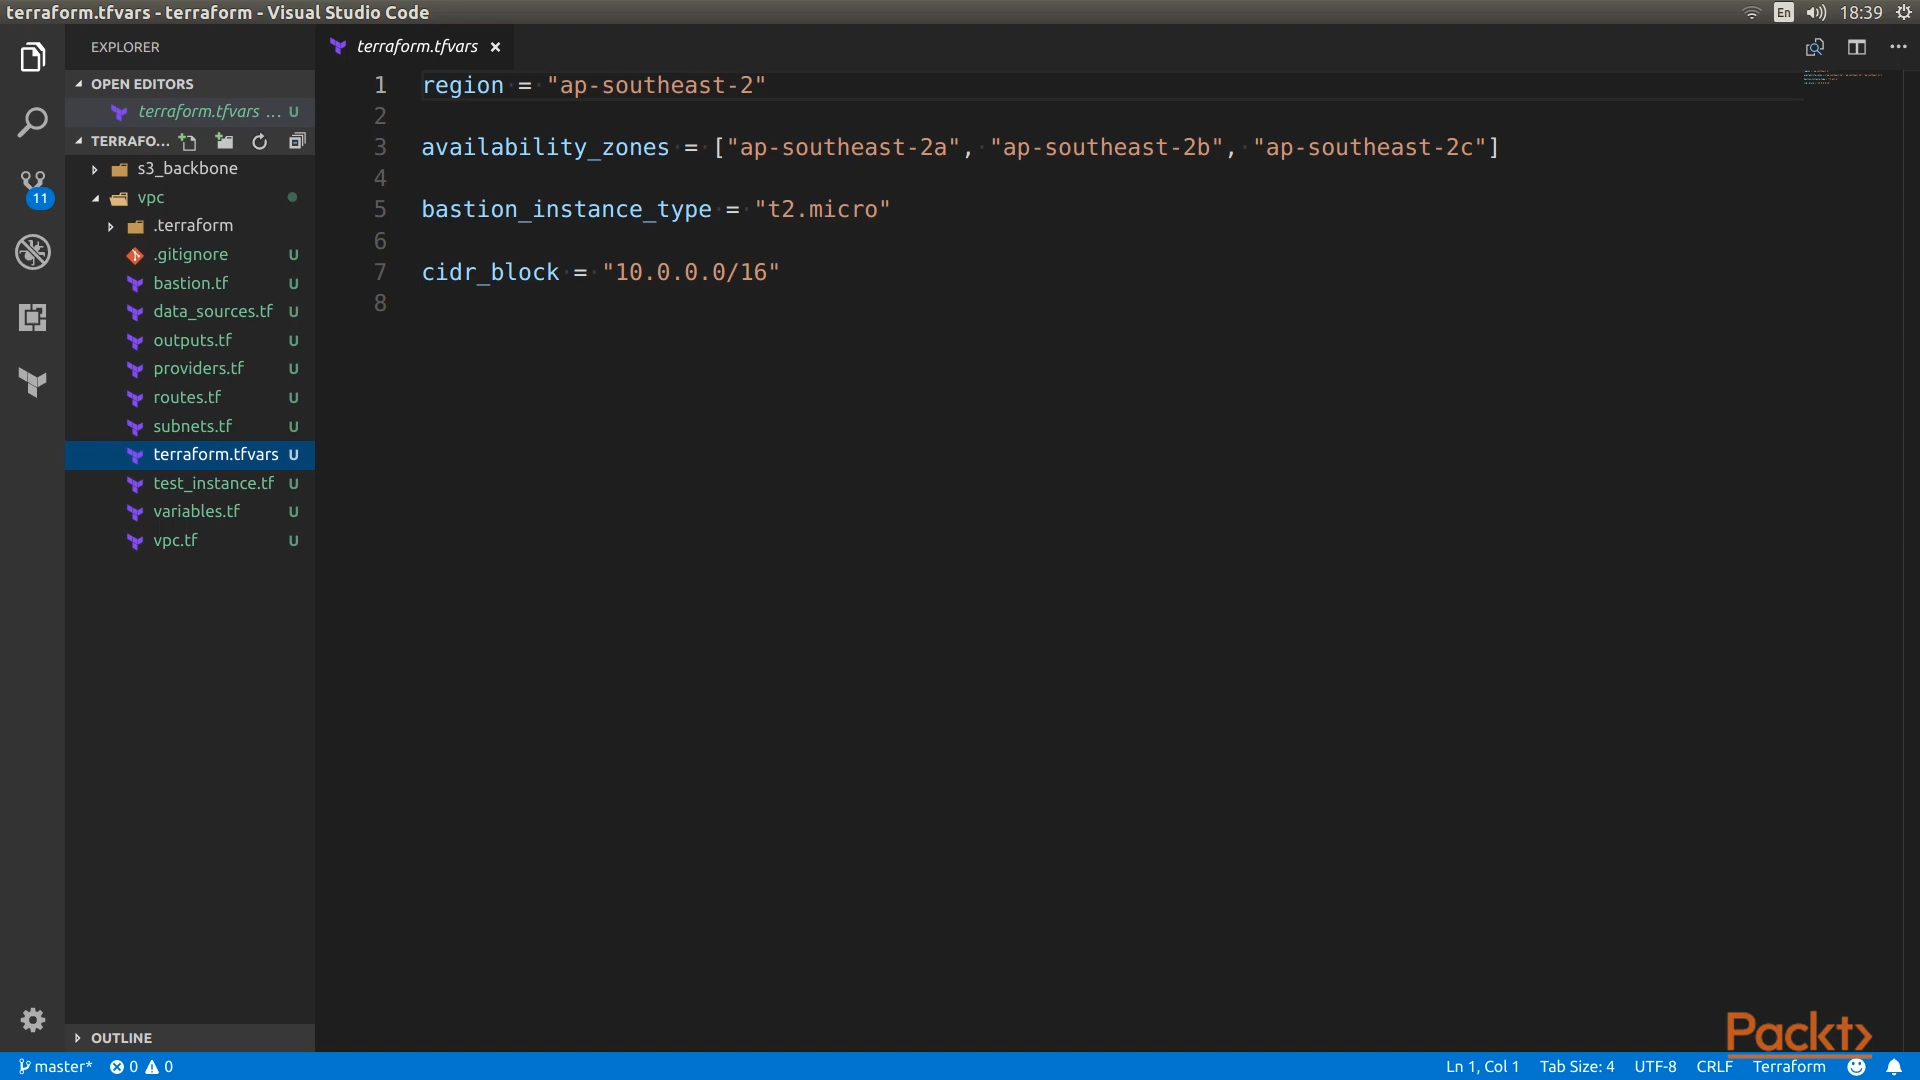 terraform.tfvars - terraform - Visual Studio Code
En
18:39
EXPLORER
terraform.tfvars ×
OPEN EDITORS
terraform.tfvars ... U
TERRAFO...
s3_backbone
11
vpc
.terraform
.gitignore U
bastion.tf U
data_sources.tf U
outputs.tf U
providers.tf U
routes.tf U
subnets.tf U
terraform.tfvars U
test_instance.tf U
variables.tf U
vpc.tf U
OUTLINE
1 region = "ap-southeast-2"
2
3 availability_zones = ["ap-southeast-2a", "ap-southeast-2b", "ap-southeast-2c"]
4
5 bastion_instance_type = "t2.micro"
6
7 cidr_block = "10.0.0.0/16"
8
Packt>
master* 0 0
Ln 1, Col 1 Tab Size: 4 UTF-8 CRLF Terraform